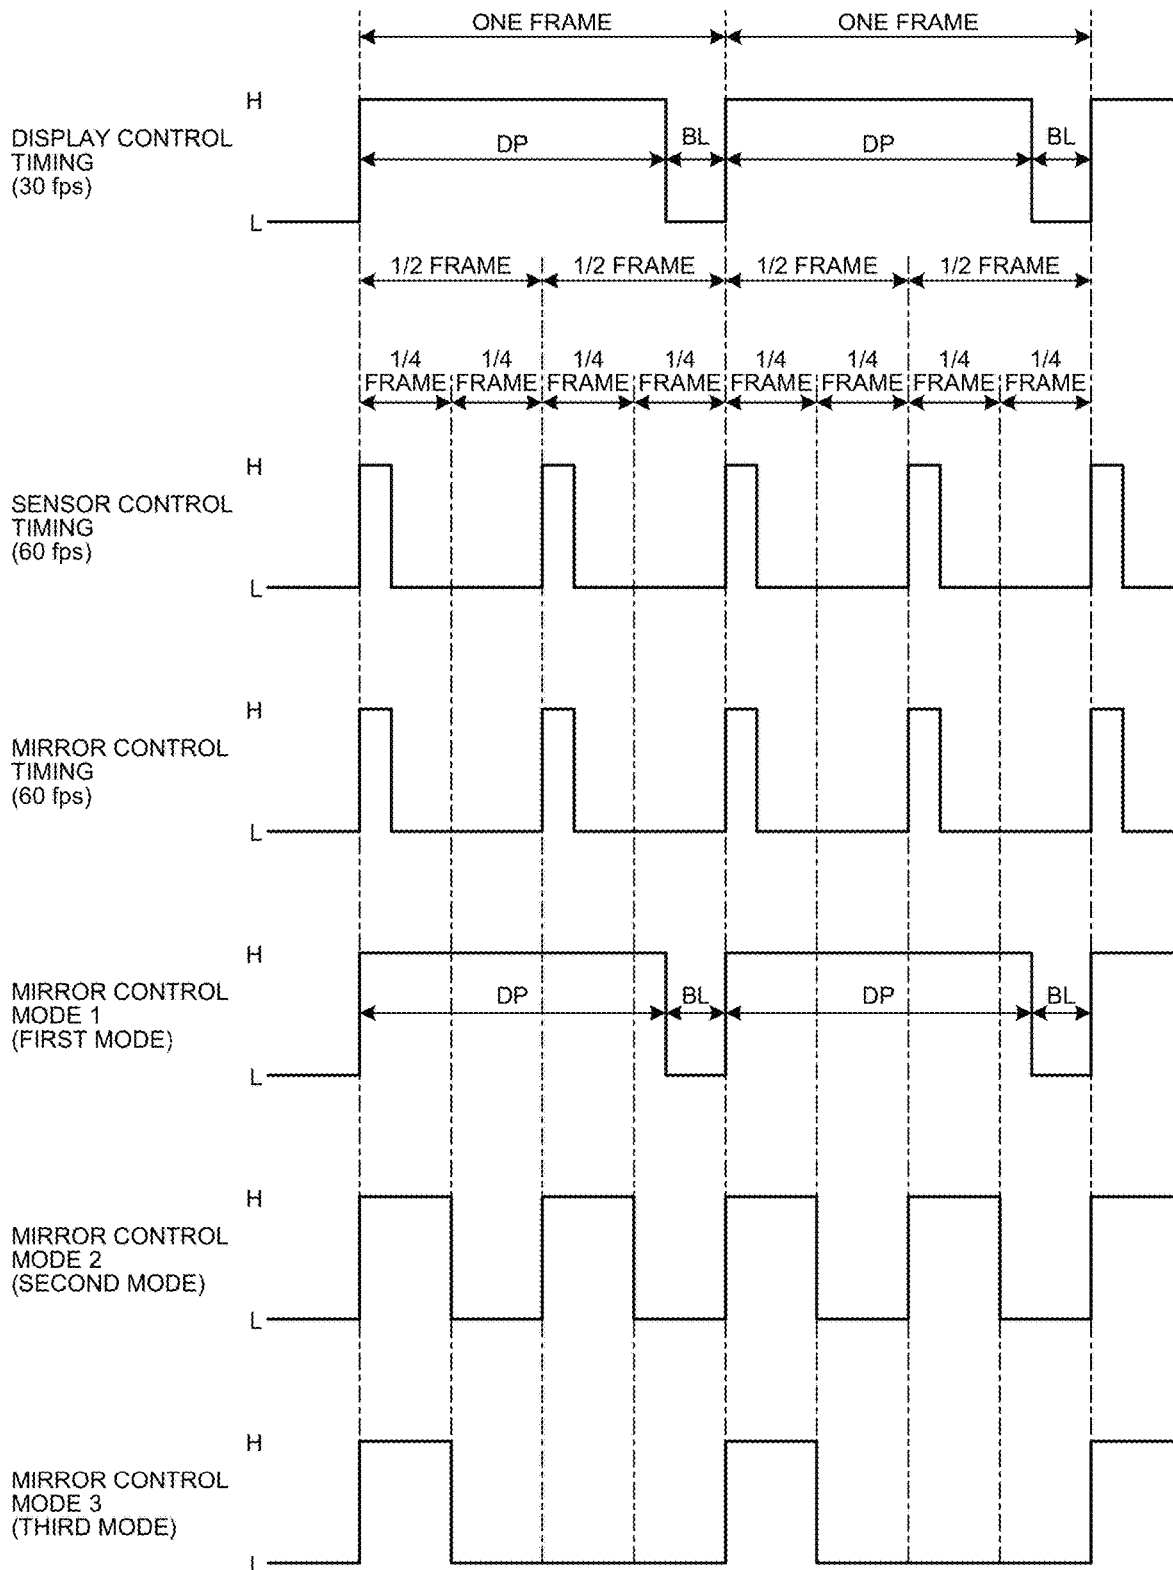 ONE FRAME ONE FRAME
H
DISPLAY CONTROL
TIMING
(30 fps)
DP BL DP BL
L
1/2 FRAME 1/2 FRAME 1/2 FRAME 1/2 FRAME
1/4 1/4 1/4 1/4 1/4 1/4 1/4 1/4
FRAME FRAME FRAME FRAME FRAME FRAME FRAME FRAME
H
SENSOR CONTROL
TIMING
(60 fps)
L
H
MIRROR CONTROL
TIMING
(60 fps)
L
H
MIRROR CONTROL
MODE 1
(FIRST MODE)
DP BL DP BL
L
H
MIRROR CONTROL
MODE 2
(SECOND MODE)
L
H
MIRROR CONTROL
MODE 3
(THIRD MODE)
L